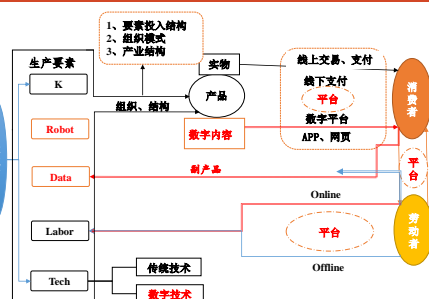 1、要素投入结构
2、组织模式
3、产业结构
生产要素
K
Robot
Data
Labor
Tech
组织、结构
实物
产品
数字内容
副产品
线上交易、支付
线下支付
平台
数字平台
APP、网页
消费者
平台
劳动者
Online
平台
Offline
传统技术
数字技术